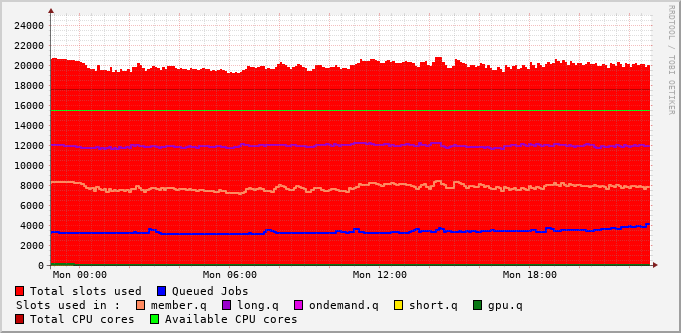 RRDTOOL / TOBI OETIKER
24000
22000
20000
18000
16000
14000
12000
10000
8000
6000
4000
2000
0
Mon 00:00 Mon 06:00 Mon 12:00 Mon 18:00
Total slots used Queued Jobs
Slots used in : member.q long.q ondemand.q short.q gpu.q
Total CPU cores Available CPU cores